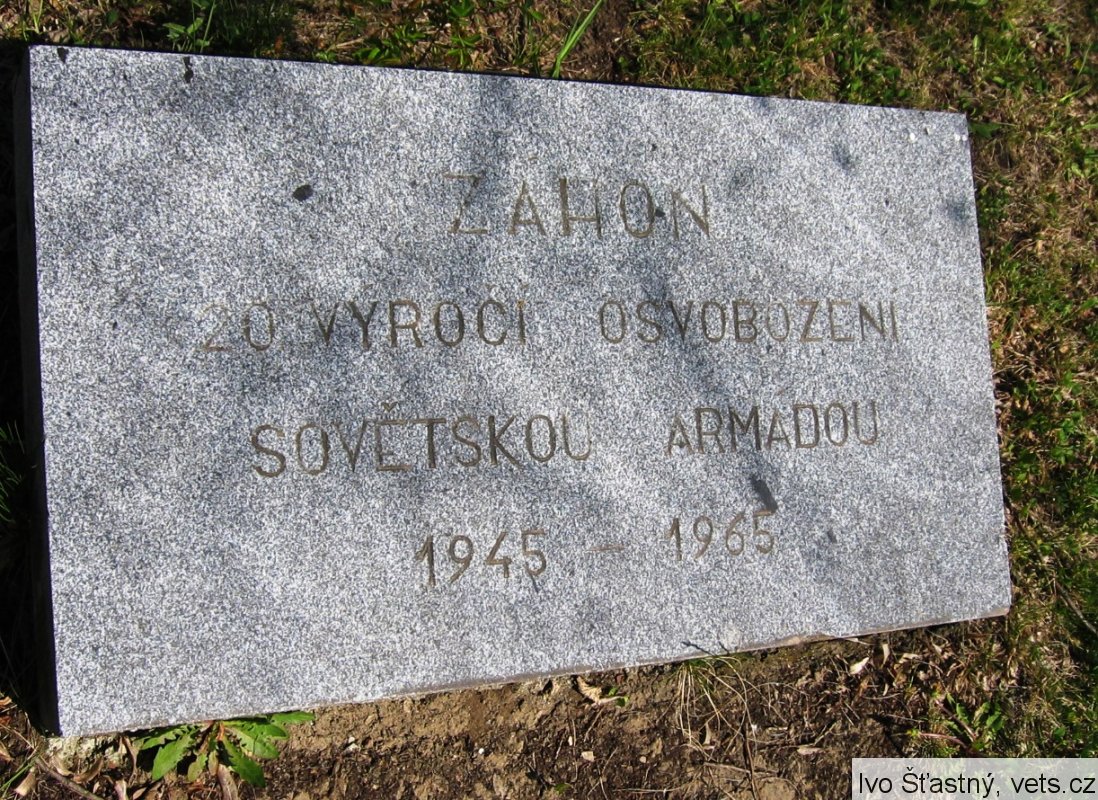 ZÁHON
20 VÝROČÍ OSVOBOZENÍ
SOVĚTSKOU ARMÁDOU
1945 – 1965
Ivo Šťastný, vets.cz